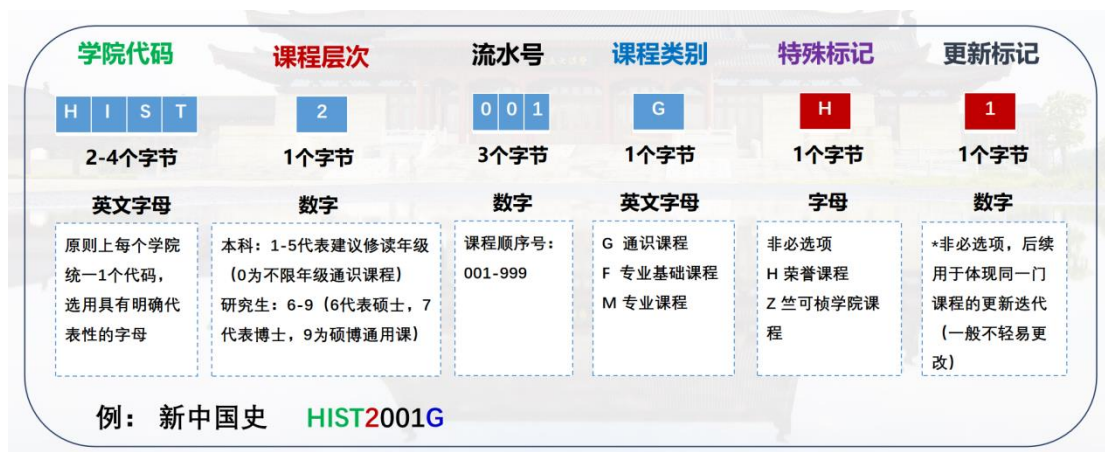 学院代码 课程层次 流水号 课程类别 特殊标记 更新标记
H I S T 2 0 0 1 G H 1
2-4个字节 1个字节 3个字节 1个字节 1个字节 1个字节
英文字母 数字 数字 英文字母 字母 数字
原则上每个学院
统一1个代码，
选用具有明确代
表性的字母
本科：1-5代表建议修读年级
（0为不限年级通识课程）
研究生：6-9（6代表硕士，7
代表博士，9为硕博通用课）
课程顺序号：
001-999
G 通识课程
F 专业基础课程
M 专业课程
非必选项
H 荣誉课程
Z 竺可桢学院课
程
*非必选项，后续
用于体现同一门
课程的更新迭代
（一般不轻易更
改）
例： 新中国史 HIST2001G